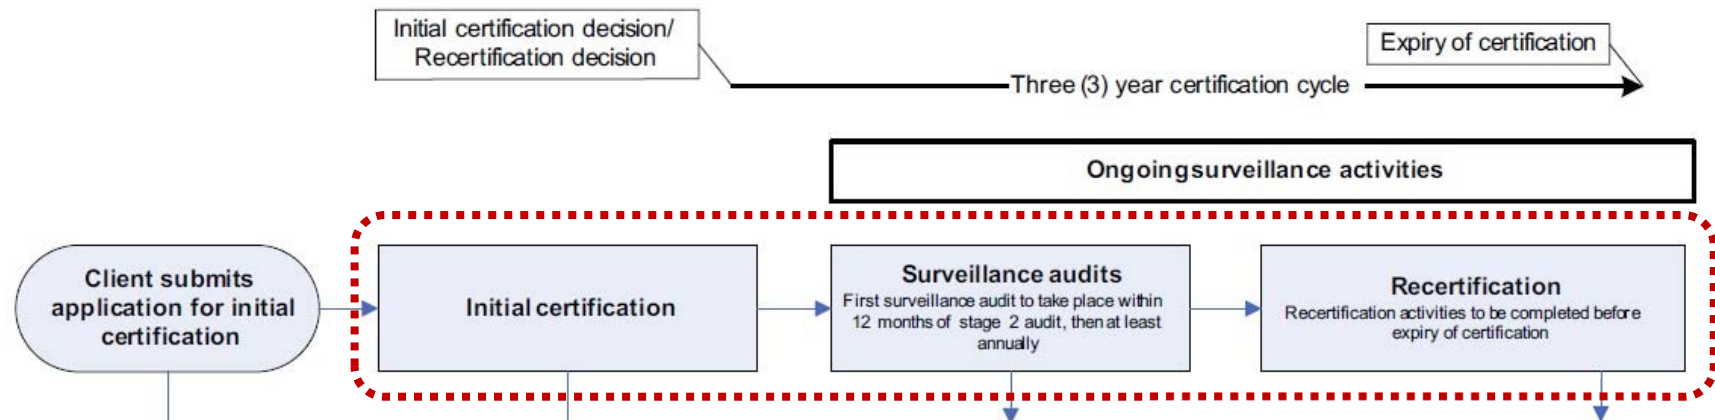 Initial certification decision/
Recertification decision
Expiry of certification
Three (3) year certification cycle
Ongoing surveillance activities
Client submits
application for initial
certification
Initial certification
Surveillance audits
First surveillance audit to take place within
12 months of stage 2 audit, then at least
annually
Recertification
Recertification activities to be completed before
expiry of certification